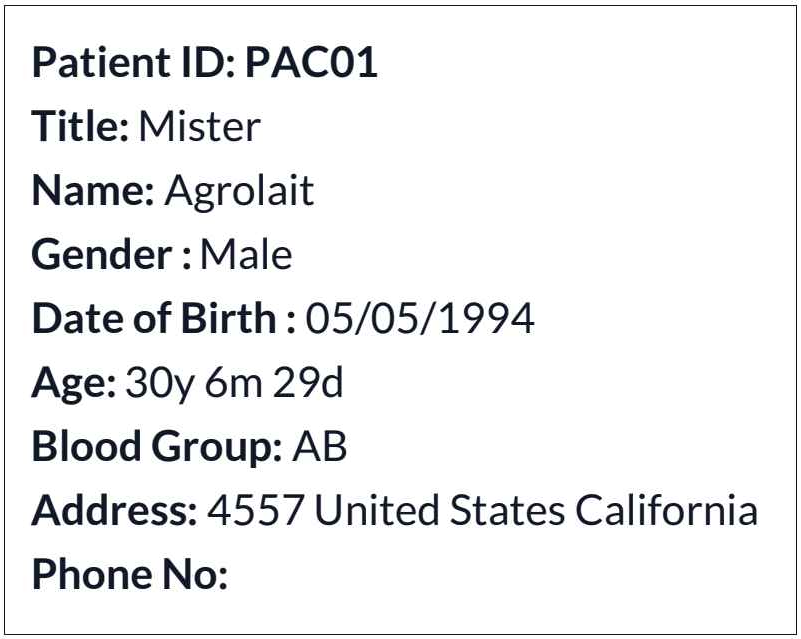 Patient ID: PAC01
Title: Mister
Name: Agrolait
Gender : Male
Date of Birth : 05/05/1994
Age: 30y 6m 29d
Blood Group: AB
Address: 4557 United States California
Phone No: